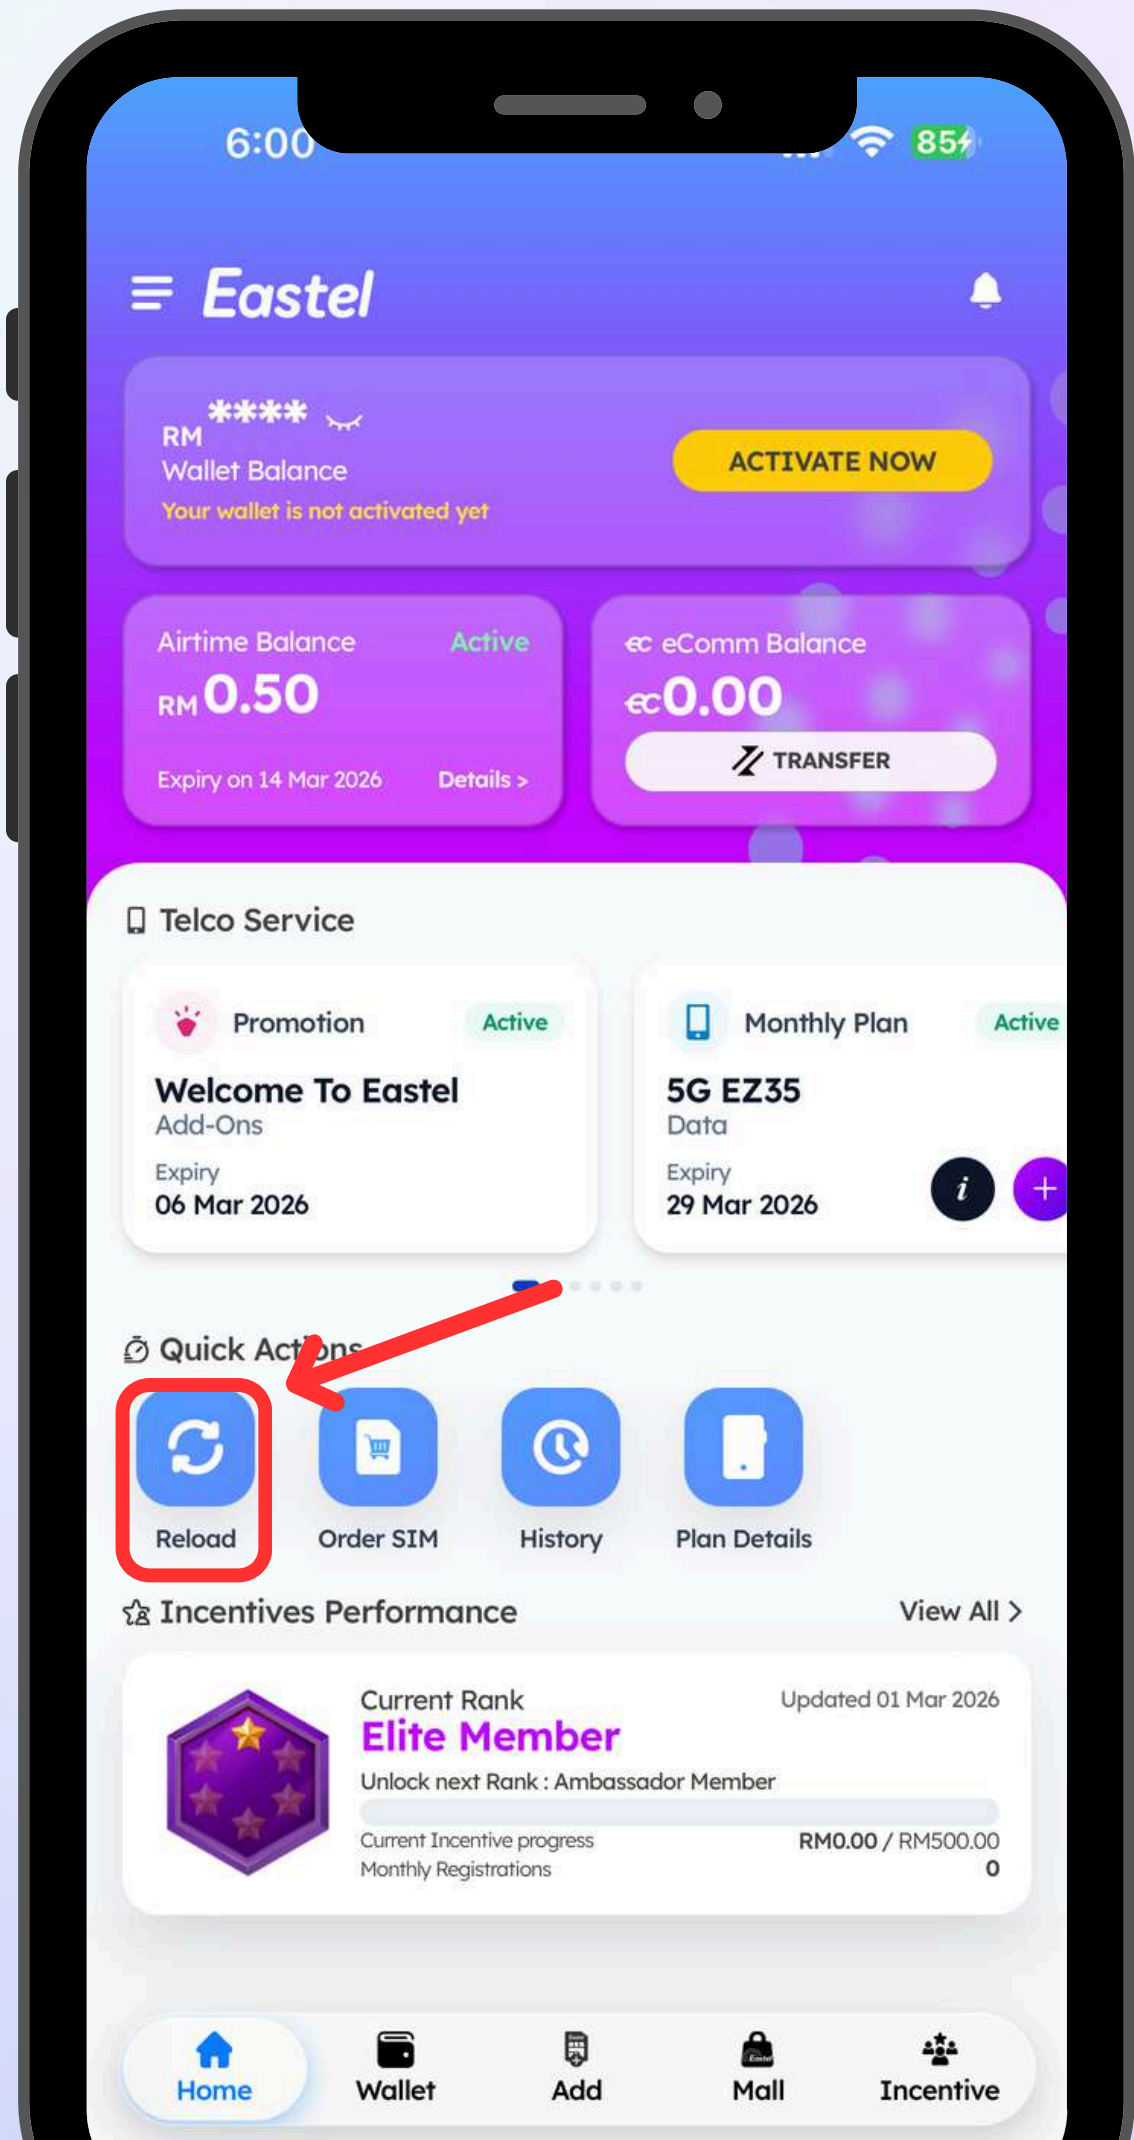 6:00
85
Eastel
RM ****
Wallet Balance
Your wallet is not activated yet
ACTIVATE NOW
Airtime Balance
Active
RM 0.50
Expiry on 14 Mar 2026
Details >
ec eComm Balance
ec 0.00
TRANSFER
Telco Service
Promotion
Active
Welcome To Eastel
Add-Ons
Expiry
06 Mar 2026
Monthly Plan
Active
5G EZ35
Data
Expiry
29 Mar 2026
i
+
Quick Actions
Reload
Order SIM
History
Plan Details
Incentives Performance
View All >
Current Rank
Updated 01 Mar 2026
Elite Member
Unlock next Rank : Ambassador Member
Current Incentive progress
RM0.00 / RM500.00
Monthly Registrations
0
Home
Wallet
Add
Eastel
Mall
Incentive